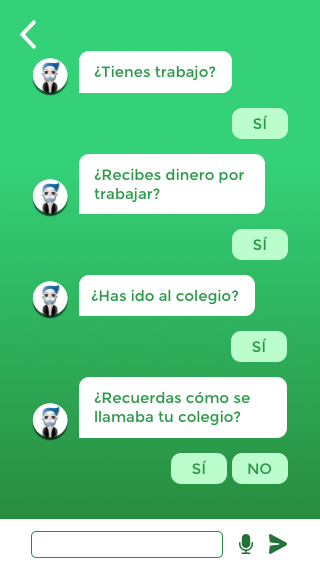 ¿Tienes trabajo?
SÍ
¿Recibes dinero por
trabajar?
SÍ
¿Has ido al colegio?
SÍ
¿Recuerdas cómo se
llamaba tu colegio?
SÍ NO